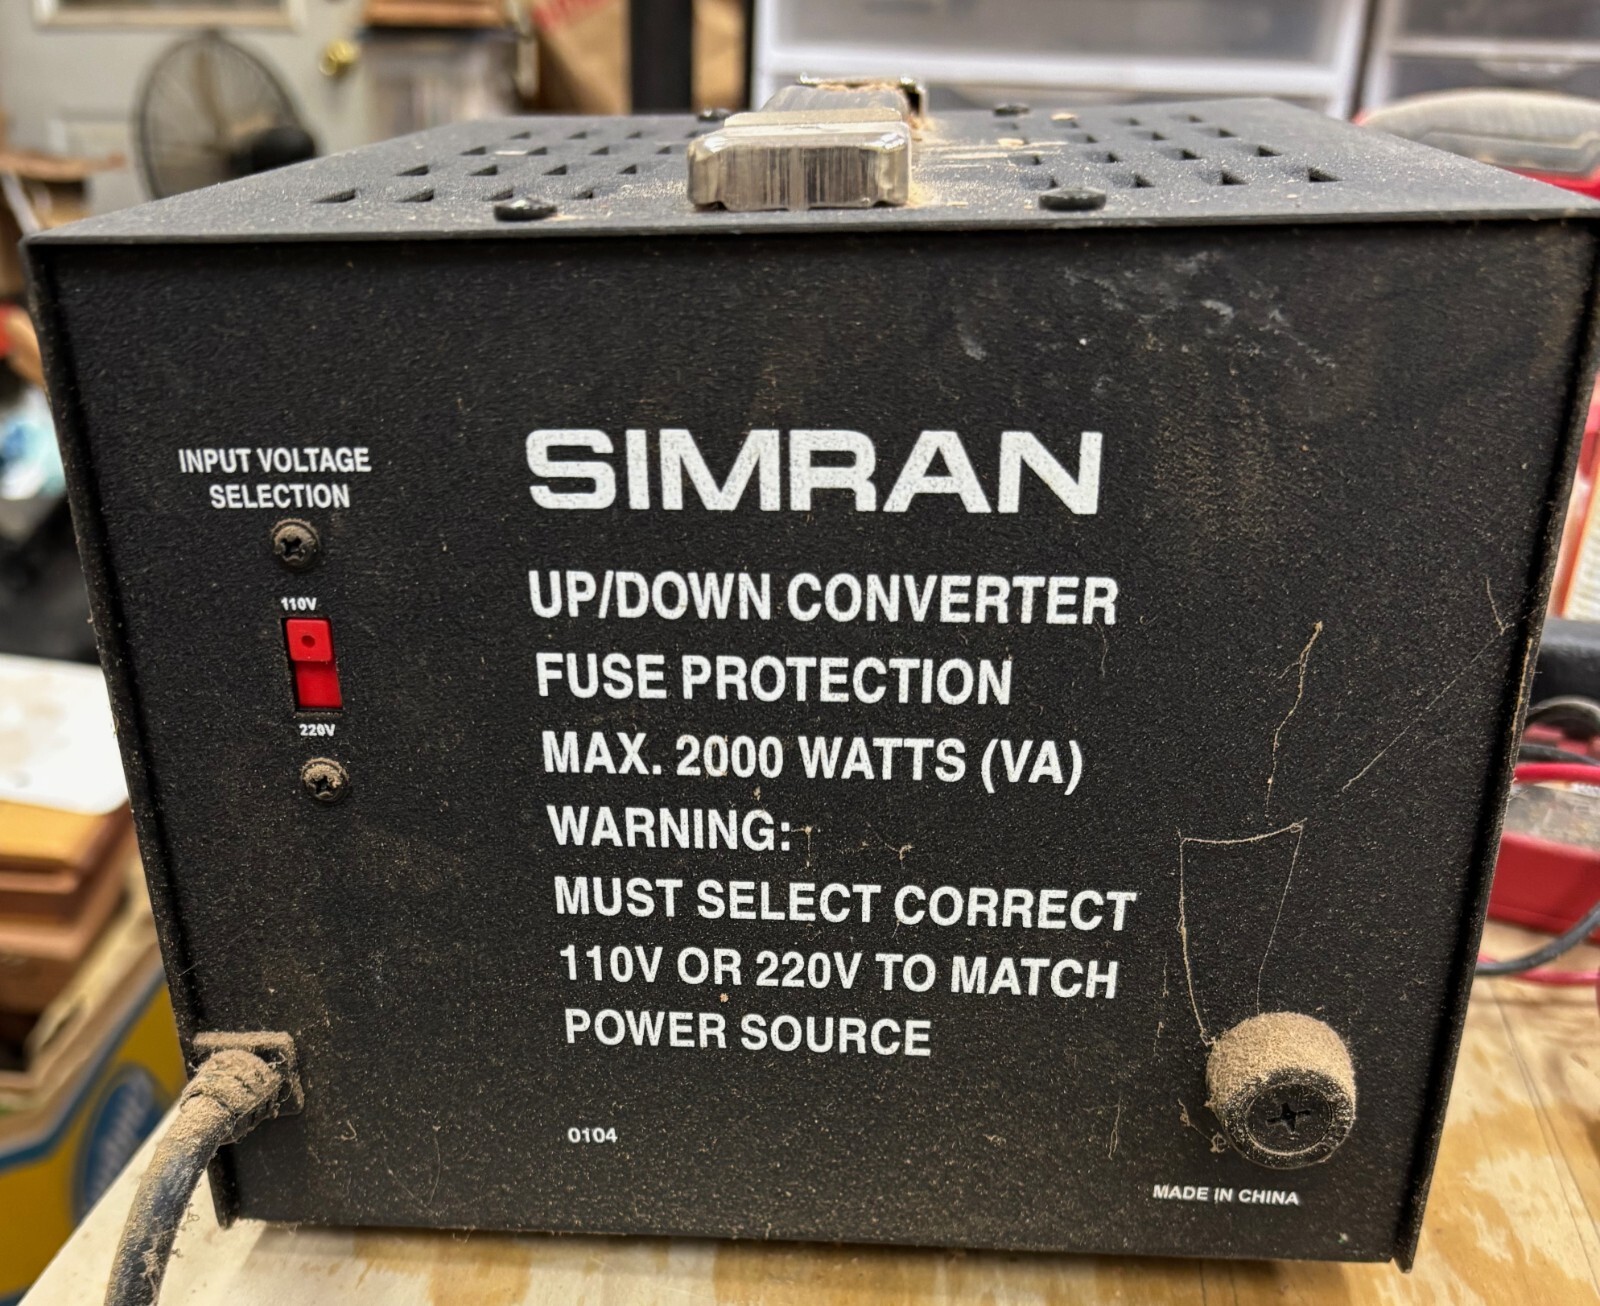 INPUT VOLTAGE
SELECTION
110V
220V
SIMRAN
UP/DOWN CONVERTER
FUSE PROTECTION
MAX. 2000 WATTS (VA)
WARNING:
MUST SELECT CORRECT
110V OR 220V TO MATCH
POWER SOURCE
0104
MADE IN CHINA